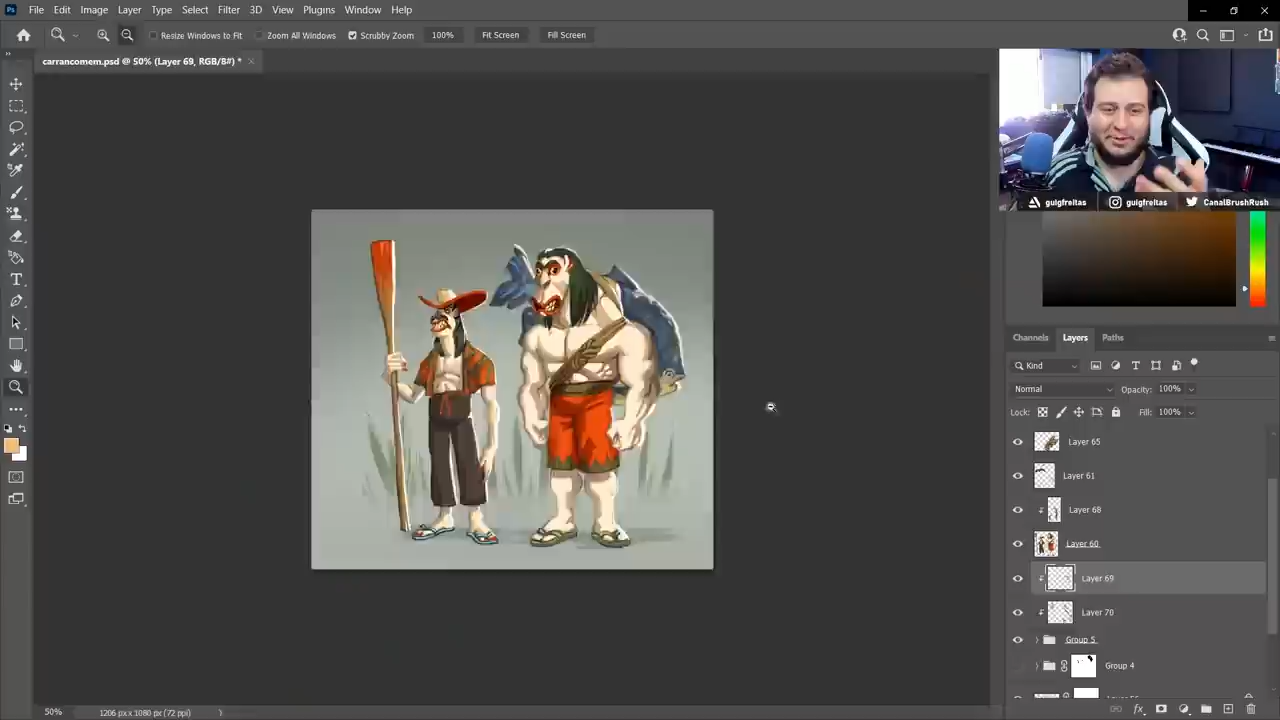 Ps File Edit Image Layer Type Select Filter 3D View Plugins Window Help
Resize Windows to Fit Zoom All Windows Scrubby Zoom 100% Fit Screen Fill Screen
carrancomem.psd @ 50% (Layer 69, RGB/8#) *
guigfreitas guigfreitas CanalBrushRush
Channels Layers Paths
Kind
Normal Opacity: 100%
Lock: Fill: 100%
Layer 65
Layer 61
Layer 68
Layer 60
Layer 69
Layer 70
Group 5
Group 4
50% 1206 px x 1080 px (72 ppi)